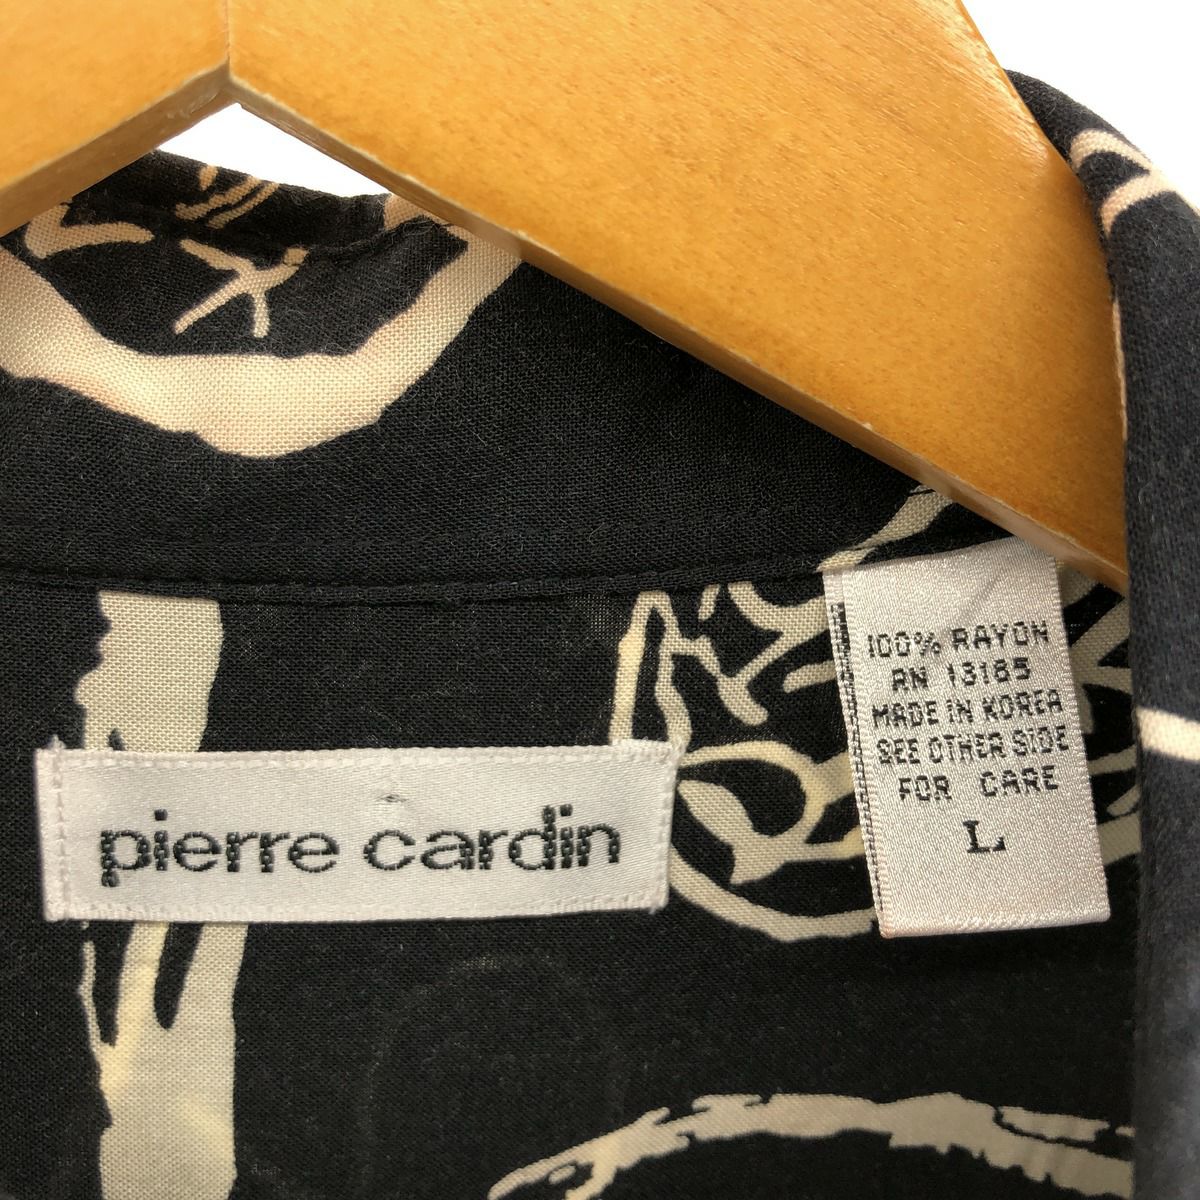 pierre cardin
100% RAYON
RN 13165
MADE IN KOREA
SEE OTHER SIDE
FOR CARE
L